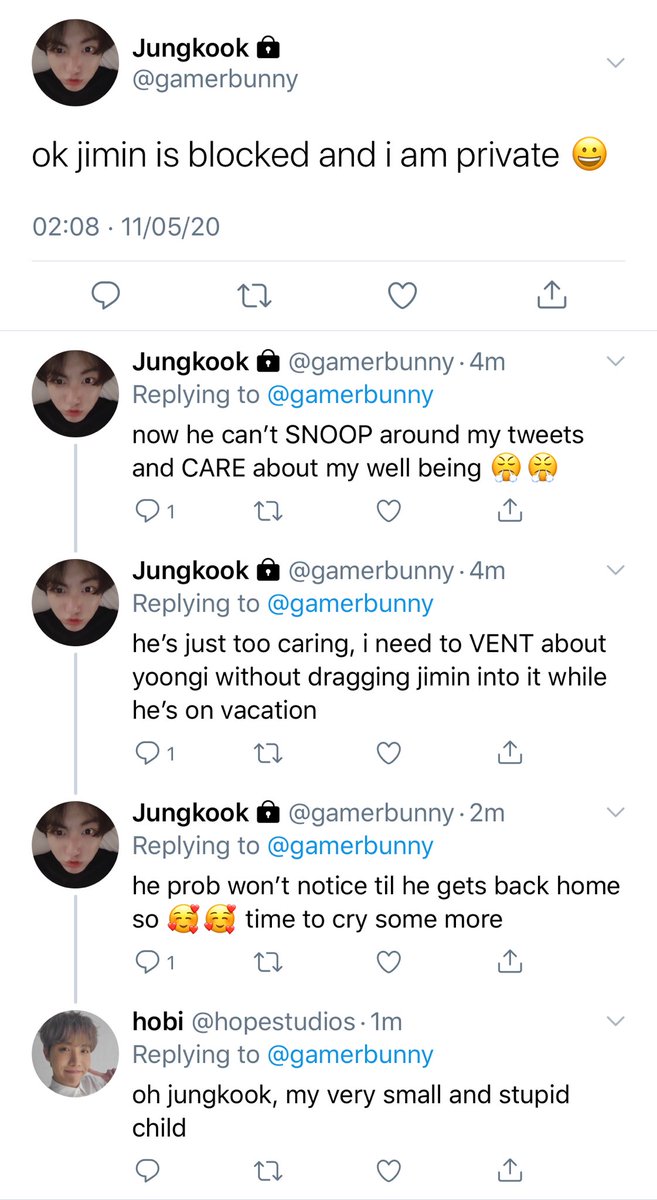 Jungkook 🔒
@gamerbunny
ok jimin is blocked and i am private 😀
02:08 · 11/05/20
Jungkook 🔒 @gamerbunny · 4m
Replying to @gamerbunny
now he can’t SNOOP around my tweets
and CARE about my well being 😤 😤
1
Jungkook 🔒 @gamerbunny · 4m
Replying to @gamerbunny
he’s just too caring, i need to VENT about
yoongi without dragging jimin into it while
he’s on vacation
1
Jungkook 🔒 @gamerbunny · 2m
Replying to @gamerbunny
he prob won’t notice til he gets back home
so 🥰 🥰 time to cry some more
1
hobi @hopestudios · 1m
Replying to @gamerbunny
oh jungkook, my very small and stupid
child